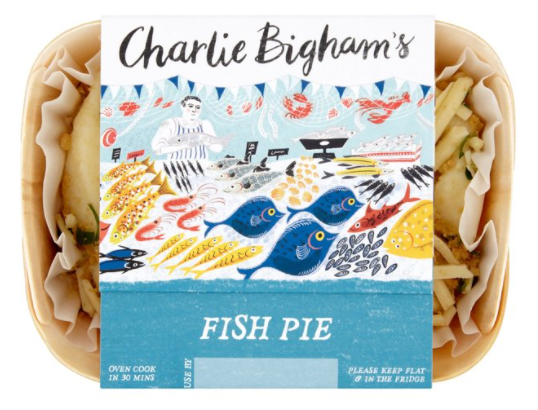 Charlie Bigham's
FISH PIE
OVEN COOK
IN 30 MINS
USE BY
PLEASE KEEP FLAT
& IN THE FRIDGE